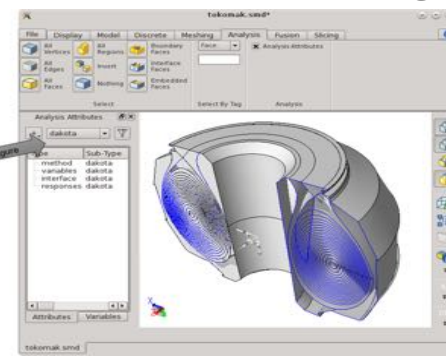 tokomak.smd*
File Display Model Discrete Meshing Analysis Fusion Slicing
All Vertices All Regions Boundary Faces Face Analysis Attributes
All Edges Insert Interface Faces
All Faces Nothing Embedded Faces
Select Select By Tag Analysis
Analysis Attributes
dakota
Sub-Type
method dakota
variables dakota
interface dakota
responses dakota
Attributes Variables
X
tokomak.smd